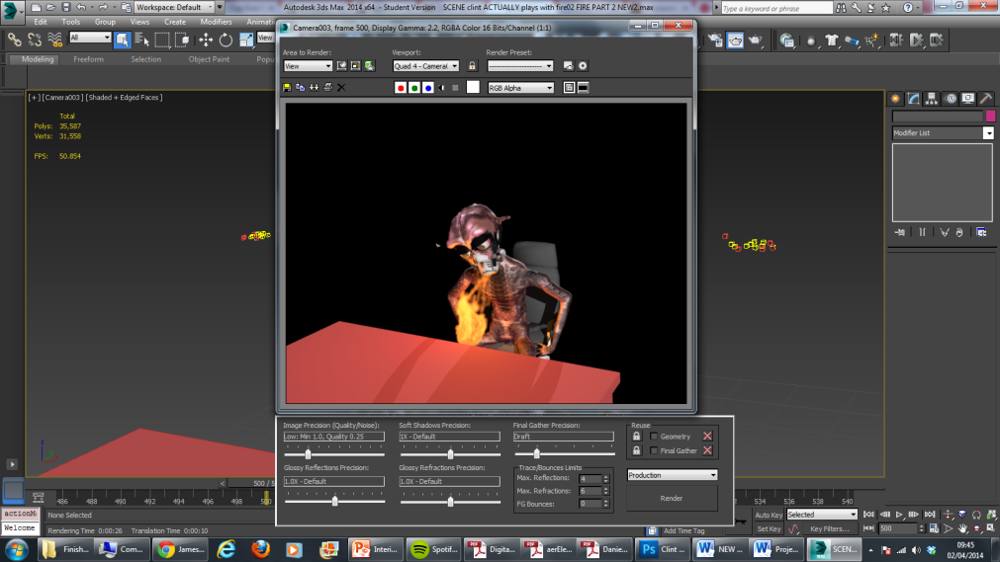 Autodesk 3ds Max 2014 x64 - Student Version SCENE clint ACTUALLY plays with fire02 FIRE PART 2 NEW2.max
Workspace: Default
Type a keyword or phrase
Edit Tools Group Views Create Modifiers
All
View
Modeling Freeform Selection Object Paint
Camera003, frame 500, Display Gamma: 2.2, RGBA Color 16 Bits/Channel (1:1)
Area to Render: Viewport: Render Preset:
View Quad 4 - Camera
RGB Alpha
[+] [Camera003] [Shaded + Edged Faces]
Total
Polys: 35,587
Verts: 31,558
FPS: 50.854
Modifier List
Image Precision (Quality/Noise): Soft Shadows Precision: Final Gather Precision: Reuse
Low: Min 1.0, Quality 0.25 1X - Default Draft Geometry
Final Gather
Glossy Reflections Precision: Glossy Refractions Precision: Trace/Bounces Limits
1.0X - Default 1.0X - Default Max. Reflections: 4 Production
Max. Refractions: 6
FG Bounces: 0 Render
< 500 / 5
486 488 490 492 494 496 498 500 534 536 538 540
None Selected
Rendering Time 0:00:26 Translation Time 0:00:10
Welcome
Add Time Tag
Auto Key Selected
Set Key Key Filters... 500
Finish... Com... James... Interi... Spotif... Digita... aerEle... Danie... Clint ... NEW ... Proje... SCEN...
09:45
02/04/2014